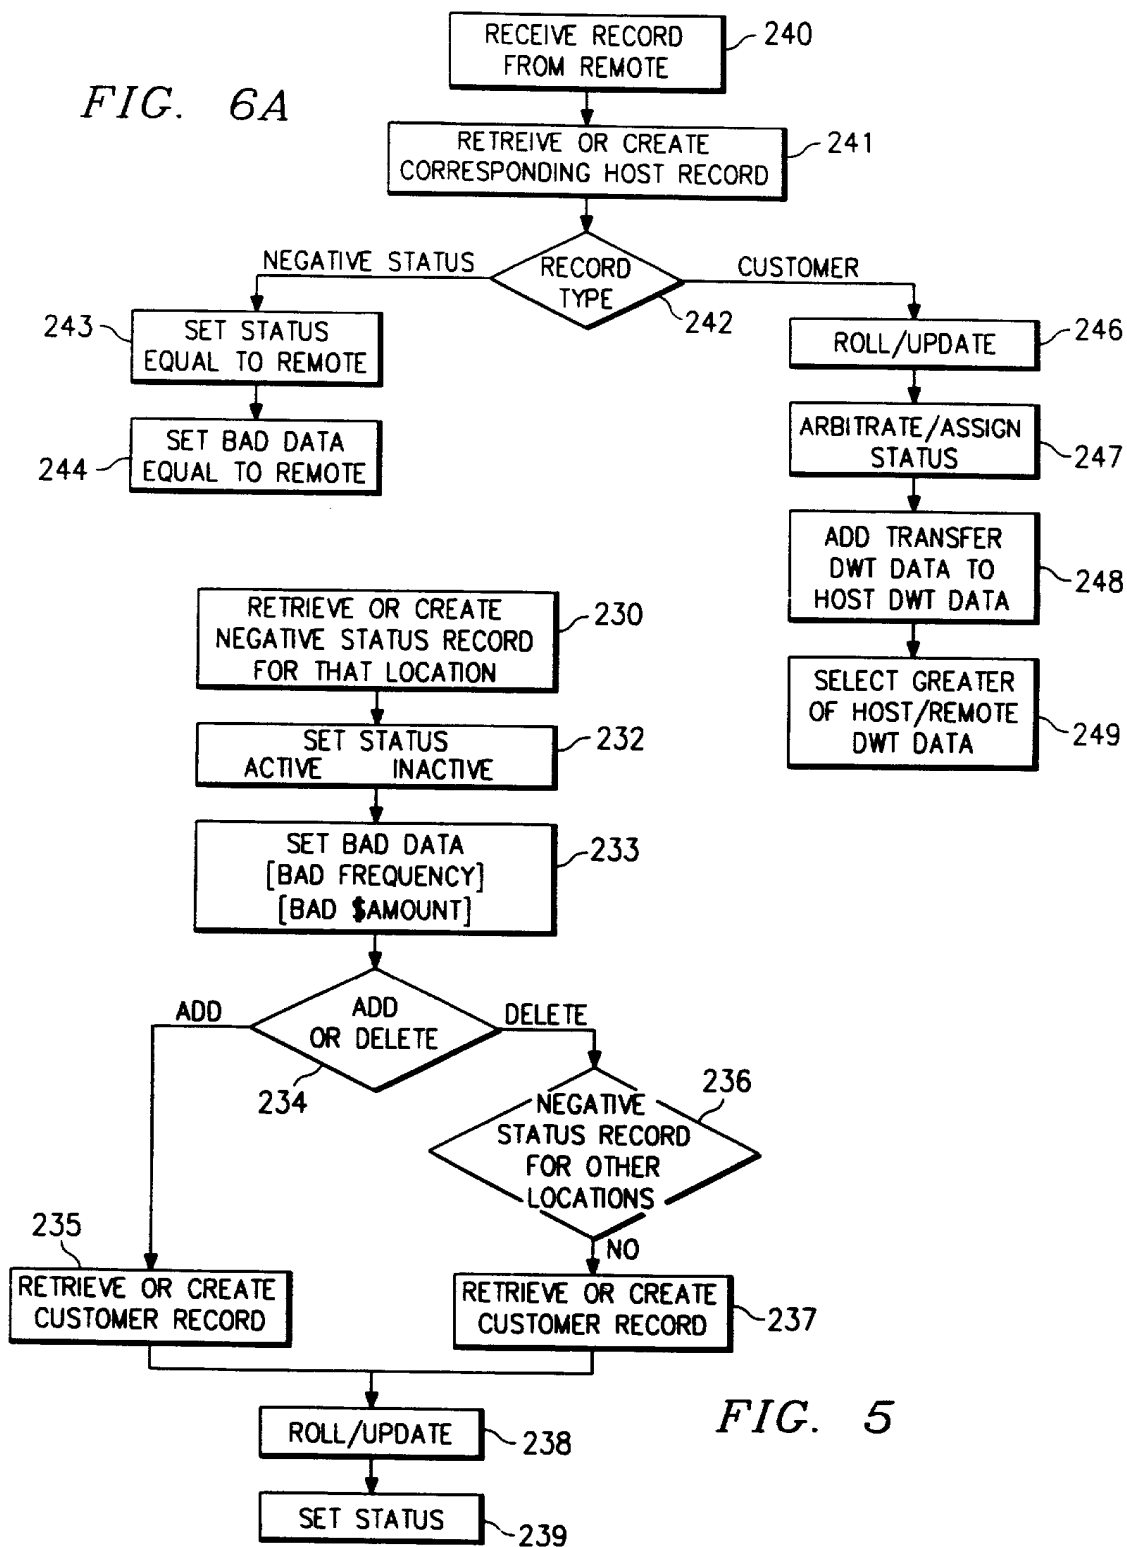 FIG. 6A
RECEIVE RECORD
FROM REMOTE
240
RETREIVE OR CREATE
CORRESPONDING HOST RECORD
241
RECORD
TYPE
242
NEGATIVE STATUS
CUSTOMER
243
SET STATUS
EQUAL TO REMOTE
244
SET BAD DATA
EQUAL TO REMOTE
ROLL/UPDATE
246
ARBITRATE/ASSIGN
STATUS
247
ADD TRANSFER
DWT DATA TO
HOST DWT DATA
248
SELECT GREATER
OF HOST/REMOTE
DWT DATA
249
RETRIEVE OR CREATE
NEGATIVE STATUS RECORD
FOR THAT LOCATION
230
SET STATUS
ACTIVE INACTIVE
232
SET BAD DATA
[BAD FREQUENCY]
[BAD $AMOUNT]
233
ADD
OR DELETE
234
ADD
DELETE
NEGATIVE
STATUS RECORD
FOR OTHER
LOCATIONS
236
NO
235
RETRIEVE OR CREATE
CUSTOMER RECORD
RETRIEVE OR CREATE
CUSTOMER RECORD
237
ROLL/UPDATE
238
SET STATUS
239
FIG. 5